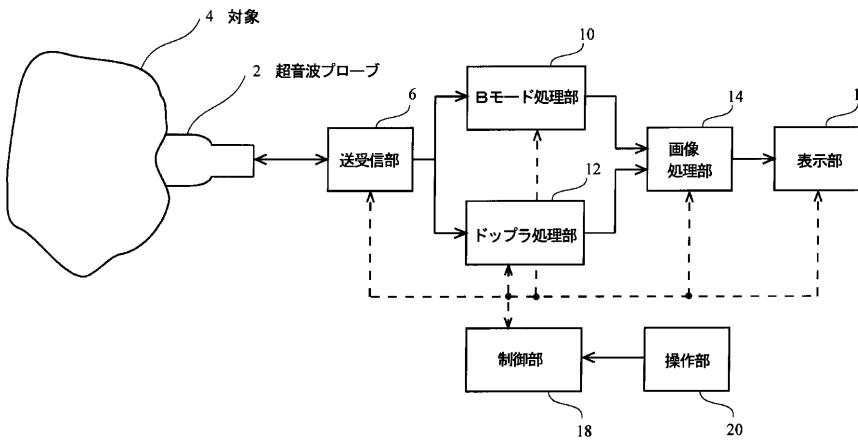 4 対象
2 超音波プローブ
6
送受信部
10
Bモード処理部
12
ドップラ処理部
14
画像
処理部
1
表示部
制御部
18
操作部
20